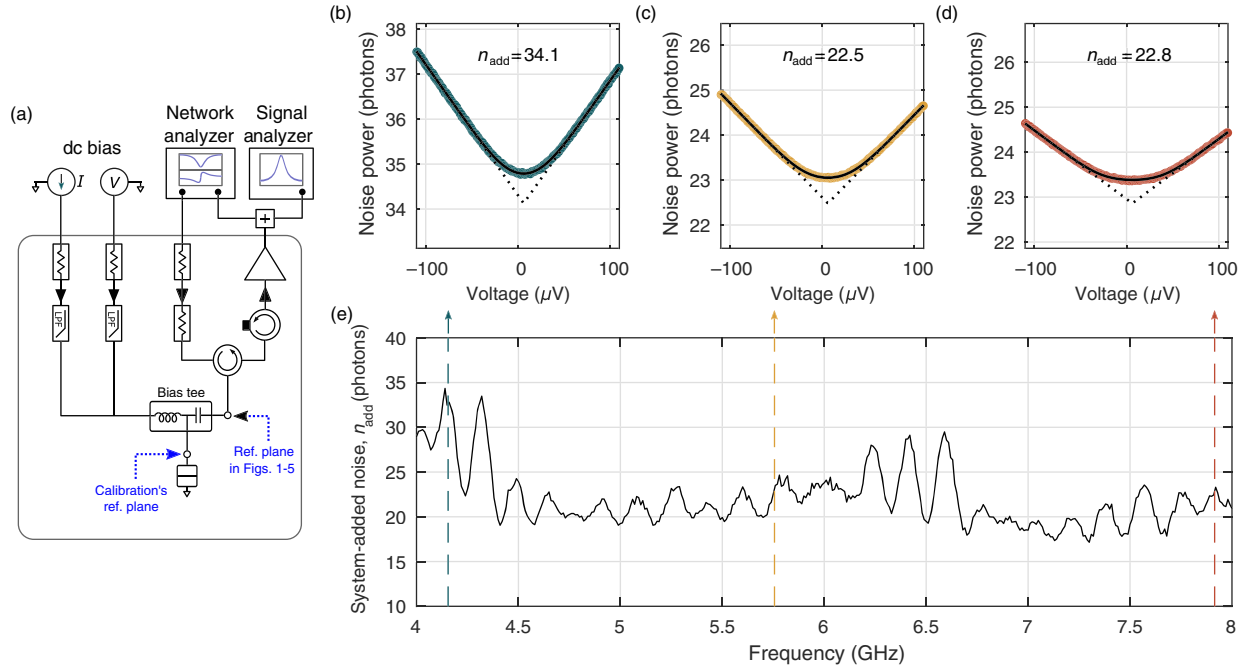 (a)
dc bias
I
V
Network
analyzer
Signal
analyzer
+
LPF
LPF
Bias tee
Ref. plane
in Figs. 1-5
Calibration's
ref. plane
(b)
Noise power (photons)
38
37
36
35
34
n_add = 34.1
−100
0
100
Voltage (μV)
(c)
Noise power (photons)
26
25
24
23
22
n_add = 22.5
−100
0
100
Voltage (μV)
(d)
Noise power (photons)
26
25
24
23
22
n_add = 22.8
−100
0
100
Voltage (μV)
(e)
System-added noise, n_add (photons)
40
35
30
25
20
15
10
4
4.5
5
5.5
6
6.5
7
7.5
8
Frequency (GHz)